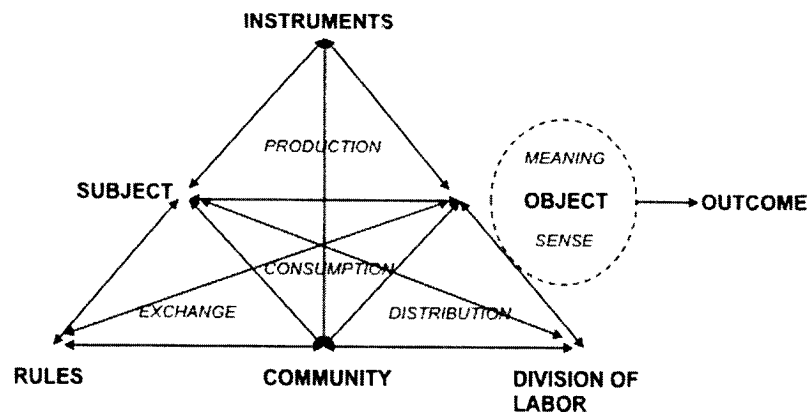 INSTRUMENTS
PRODUCTION
MEANING
SUBJECT
OBJECT
OUTCOME
SENSE
CONSUMPTION
EXCHANGE
DISTRIBUTION
RULES
COMMUNITY
DIVISION OF
LABOR